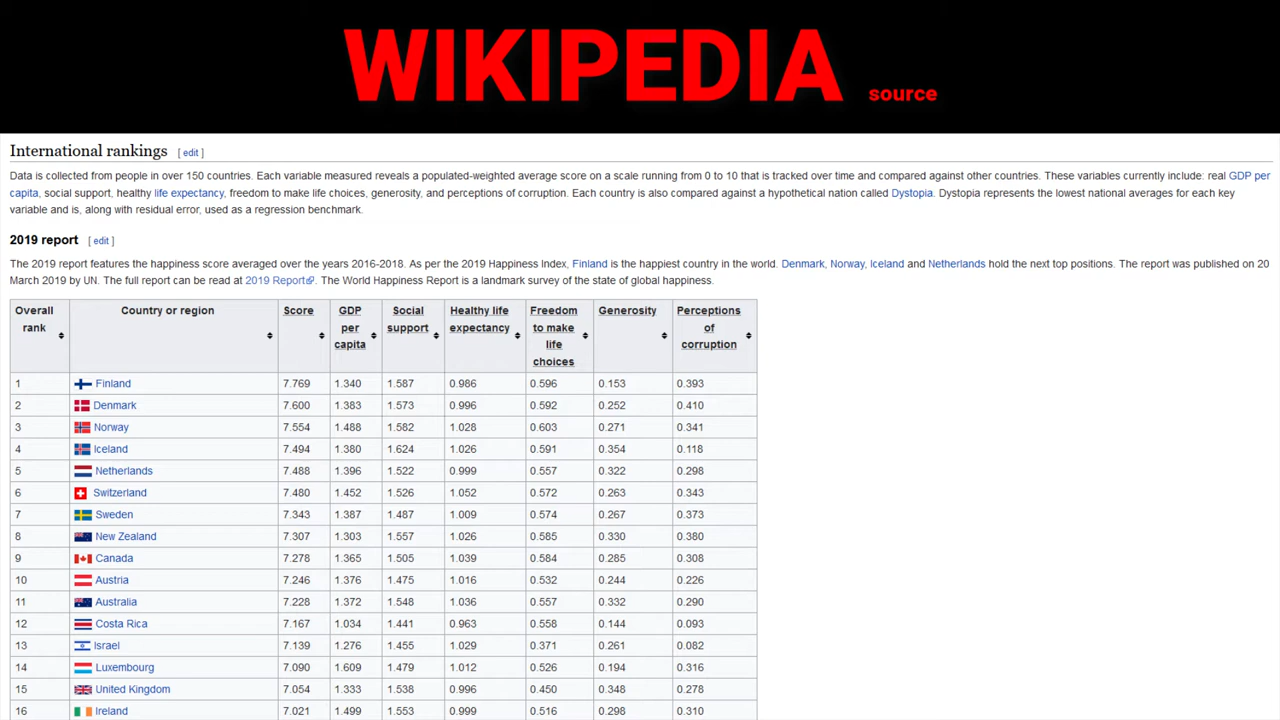 WIKIPEDIA source
International rankings [ edit ]
Data is collected from people in over 150 countries. Each variable measured reveals a populated-weighted average score on a scale running from 0 to 10 that is tracked over time and compared against other countries. These variables currently include: real GDP per
capita, social support, healthy life expectancy, freedom to make life choices, generosity, and perceptions of corruption. Each country is also compared against a hypothetical nation called Dystopia. Dystopia represents the lowest national averages for each key
variable and is, along with residual error, used as a regression benchmark.
2019 report [ edit ]
The 2019 report features the happiness score averaged over the years 2016-2018. As per the 2019 Happiness Index, Finland is the happiest country in the world. Denmark, Norway, Iceland and Netherlands hold the next top positions. The report was published on 20
March 2019 by UN. The full report can be read at 2019 Report. The World Happiness Report is a landmark survey of the state of global happiness.
Overall rank Country or region Score GDP per capita Social support Healthy life expectancy Freedom to make life choices Generosity Perceptions of corruption
1 Finland 7.769 1.340 1.587 0.986 0.596 0.153 0.393
2 Denmark 7.600 1.383 1.573 0.996 0.592 0.252 0.410
3 Norway 7.554 1.488 1.582 1.028 0.603 0.271 0.341
4 Iceland 7.494 1.380 1.624 1.026 0.591 0.354 0.118
5 Netherlands 7.488 1.396 1.522 0.999 0.557 0.322 0.298
6 Switzerland 7.480 1.452 1.526 1.052 0.572 0.263 0.343
7 Sweden 7.343 1.387 1.487 1.009 0.574 0.267 0.373
8 New Zealand 7.307 1.303 1.557 1.026 0.585 0.330 0.380
9 Canada 7.278 1.365 1.505 1.039 0.584 0.285 0.308
10 Austria 7.246 1.376 1.475 1.016 0.532 0.244 0.226
11 Australia 7.228 1.372 1.548 1.036 0.557 0.332 0.290
12 Costa Rica 7.167 1.034 1.441 0.963 0.558 0.144 0.093
13 Israel 7.139 1.276 1.455 1.029 0.371 0.261 0.082
14 Luxembourg 7.090 1.609 1.479 1.012 0.526 0.194 0.316
15 United Kingdom 7.054 1.333 1.538 0.996 0.450 0.348 0.278
16 Ireland 7.021 1.499 1.553 0.999 0.516 0.298 0.310